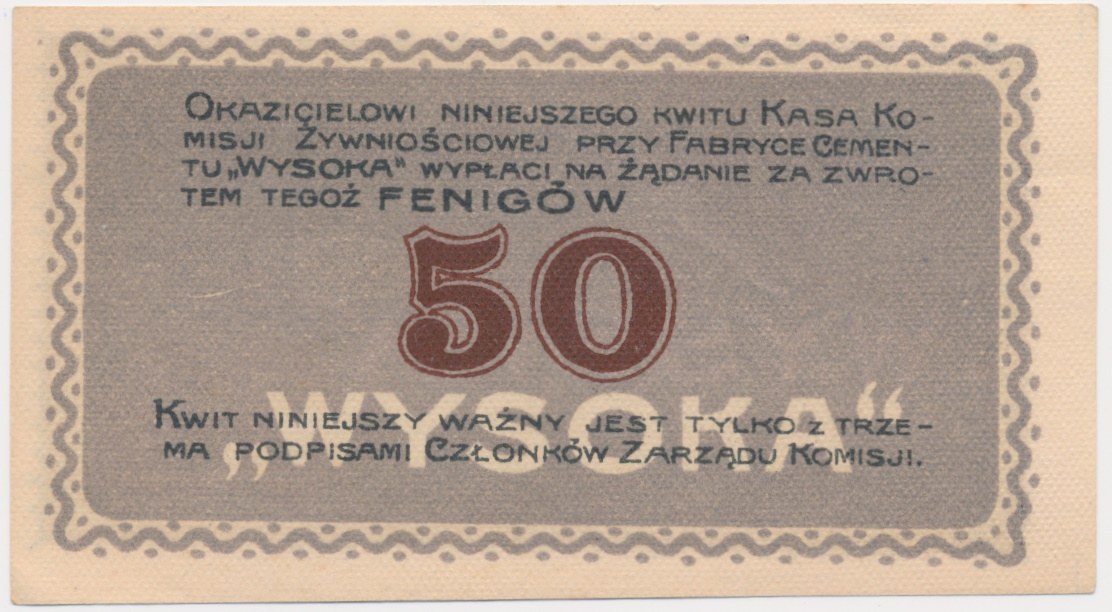 OKAZICIELOWI NINIEJSZEGO KWITU KASA KO-
MISJI ŻYWNIOŚCIOWEJ PRZY FABRYCE CEMEN-
TU „WYSOKA" WYPŁACI NA ŻĄDANIE ZA ZWRO-
TEM TEGOŻ FENIGÓW
50
KWIT NINIEJSZY WAŻNY JEST TYLKO Z TRZE-
MA PODPISAMI CZŁONKÓW ZARZĄDU KOMISJI.
„WYSOKA“